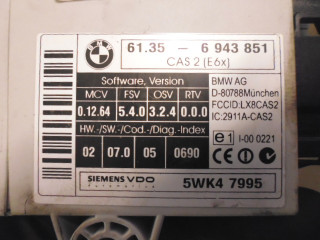 BMW
61.35 - 6 943 851
CAS 2 (E6x)
Software, Version
MCV FSV OSV RTV
0.12.64 5.4.0 3.2.4 0.0.0
HW.-/SW.-/Cod.-/Diag.-Index
02 07.0 05 0690
BMW AG
D-80788München
FCCID:LX8CAS2
IC:2911A-CAS2
e1 I-00 0221
SIEMENS VDO
Automotive
5WK4 7995